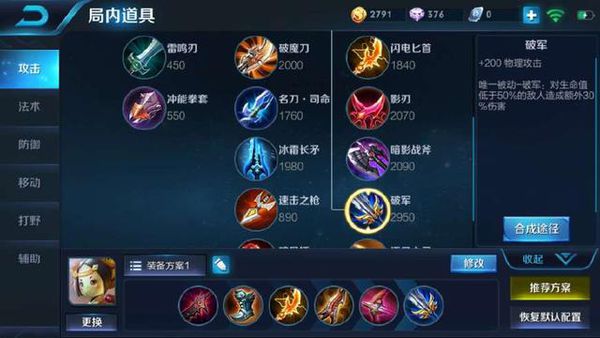 局内道具
2791
376
0
攻击
法术
防御
移动
打野
辅助
雷鸣刃
450
破魔刀
2000
闪电匕首
1840
冲能拳套
550
名刀·司命
1760
影刃
2070
冰霜长矛
1980
暗影战斧
2090
速击之枪
890
破军
2950
破军
+200 物理攻击
唯一被动-破军:对生命值
低于50%的敌人造成额外30
%伤害
合成途径
收起
装备方案1
修改
更换
推荐方案
恢复默认配置